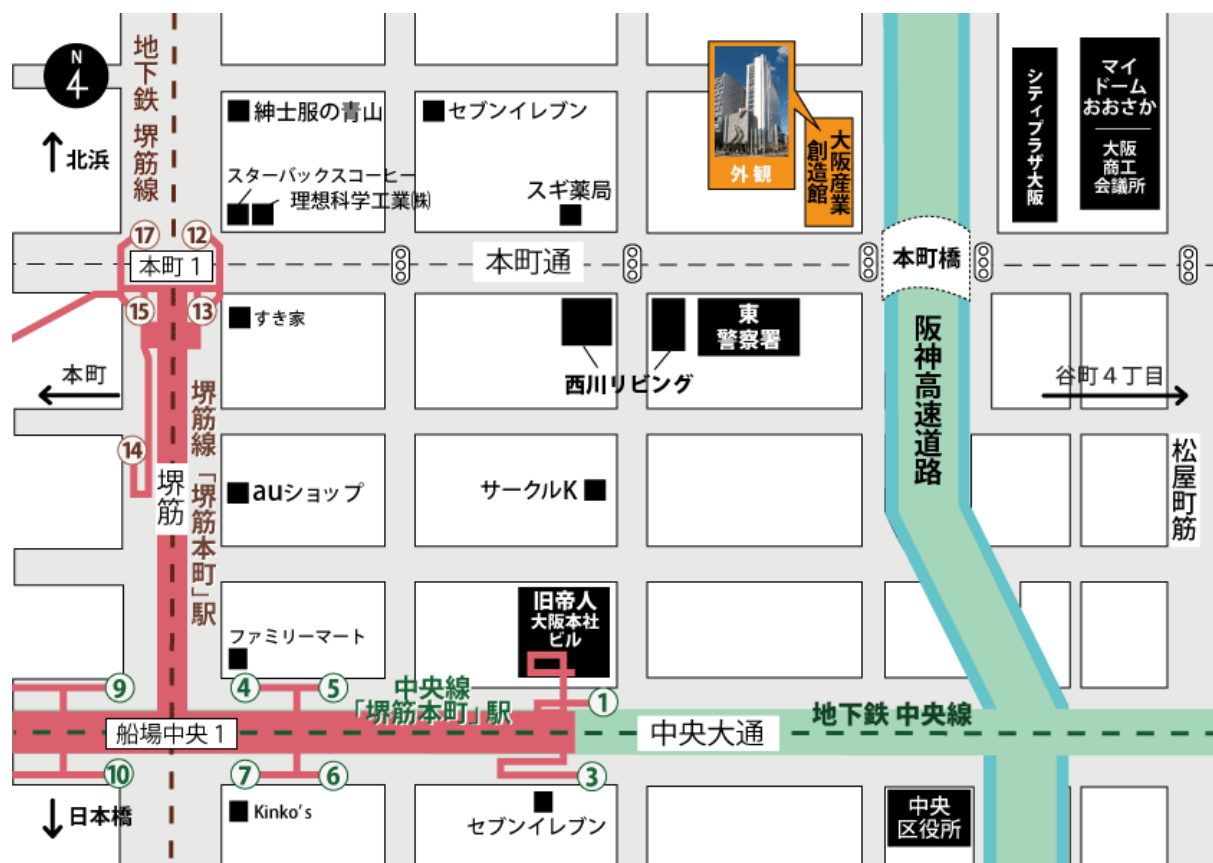 N
4
北浜
地下鉄 堺筋線
紳士服の青山
セブンイレブン
スターバックスコーヒー
理想科学工業㈱
スギ薬局
外観
大阪産業
創造館
シティプラザ大阪
マイ
ドーム
おおさか
大阪
商工
会議所
⑰
⑫
本町1
本町通
本町橋
⑮
⑬
すき家
西川リビング
東
警察署
阪神高速道路
本町
谷町4丁目
⑭
堺筋
堺筋線「堺筋本町」駅
auショップ
サークルK
松屋町筋
ファミリーマート
旧帝人
大阪本社
ビル
⑨
④
⑤
中央線
「堺筋本町」駅
①
船場中央1
中央大通
地下鉄 中央線
⑩
⑦
⑥
③
日本橋
Kinko's
セブンイレブン
中央
区役所